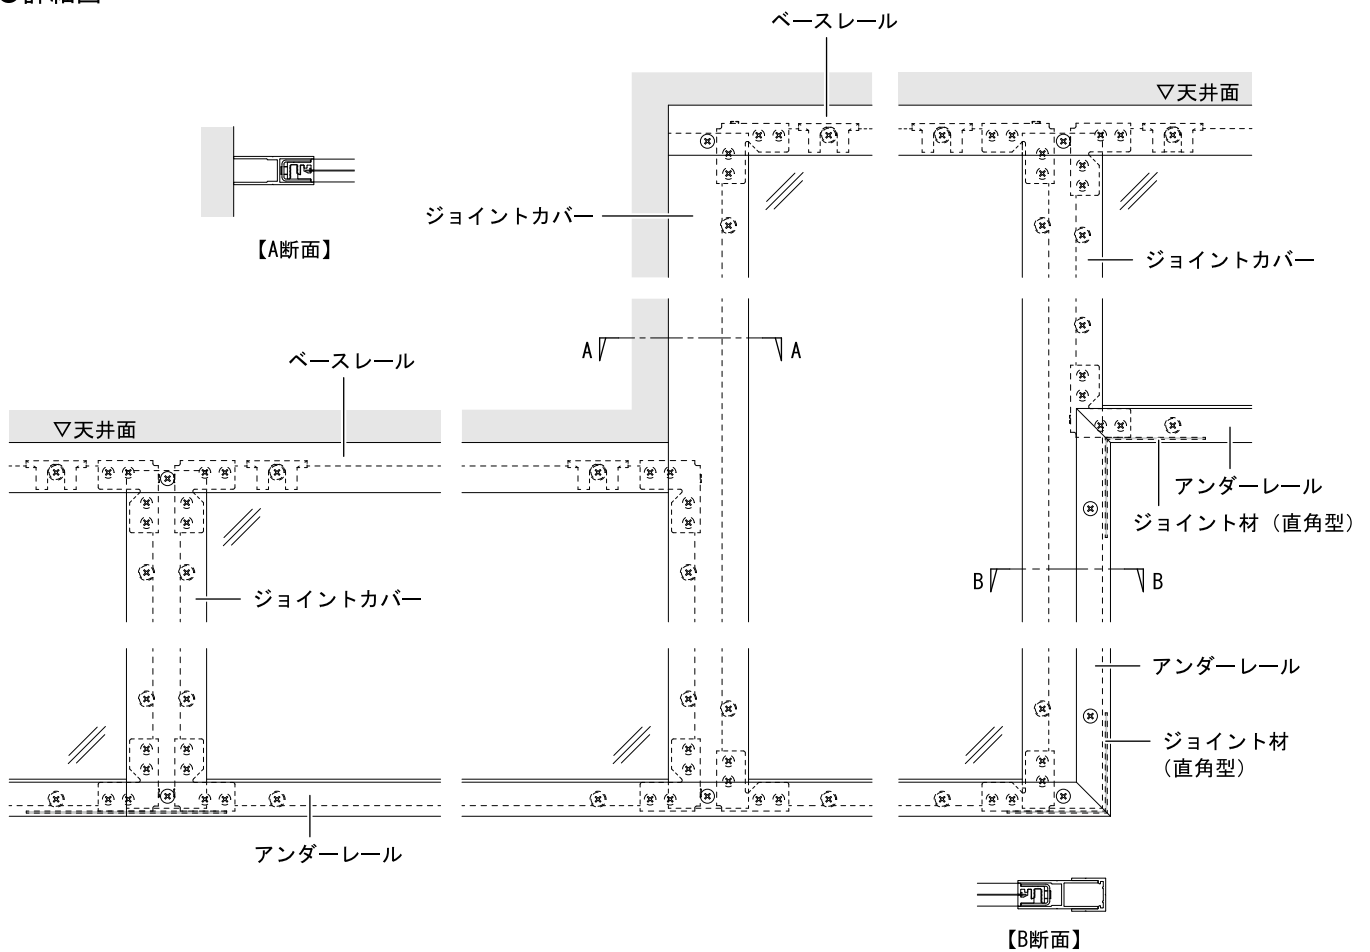 ベースレール
▽天井面
ジョイントカバー
【A断面】
ジョイントカバー
A
A
ベースレール
▽天井面
アンダーレール
ジョイント材（直角型）
B
B
ジョイントカバー
アンダーレール
ジョイント材
（直角型）
アンダーレール
【B断面】